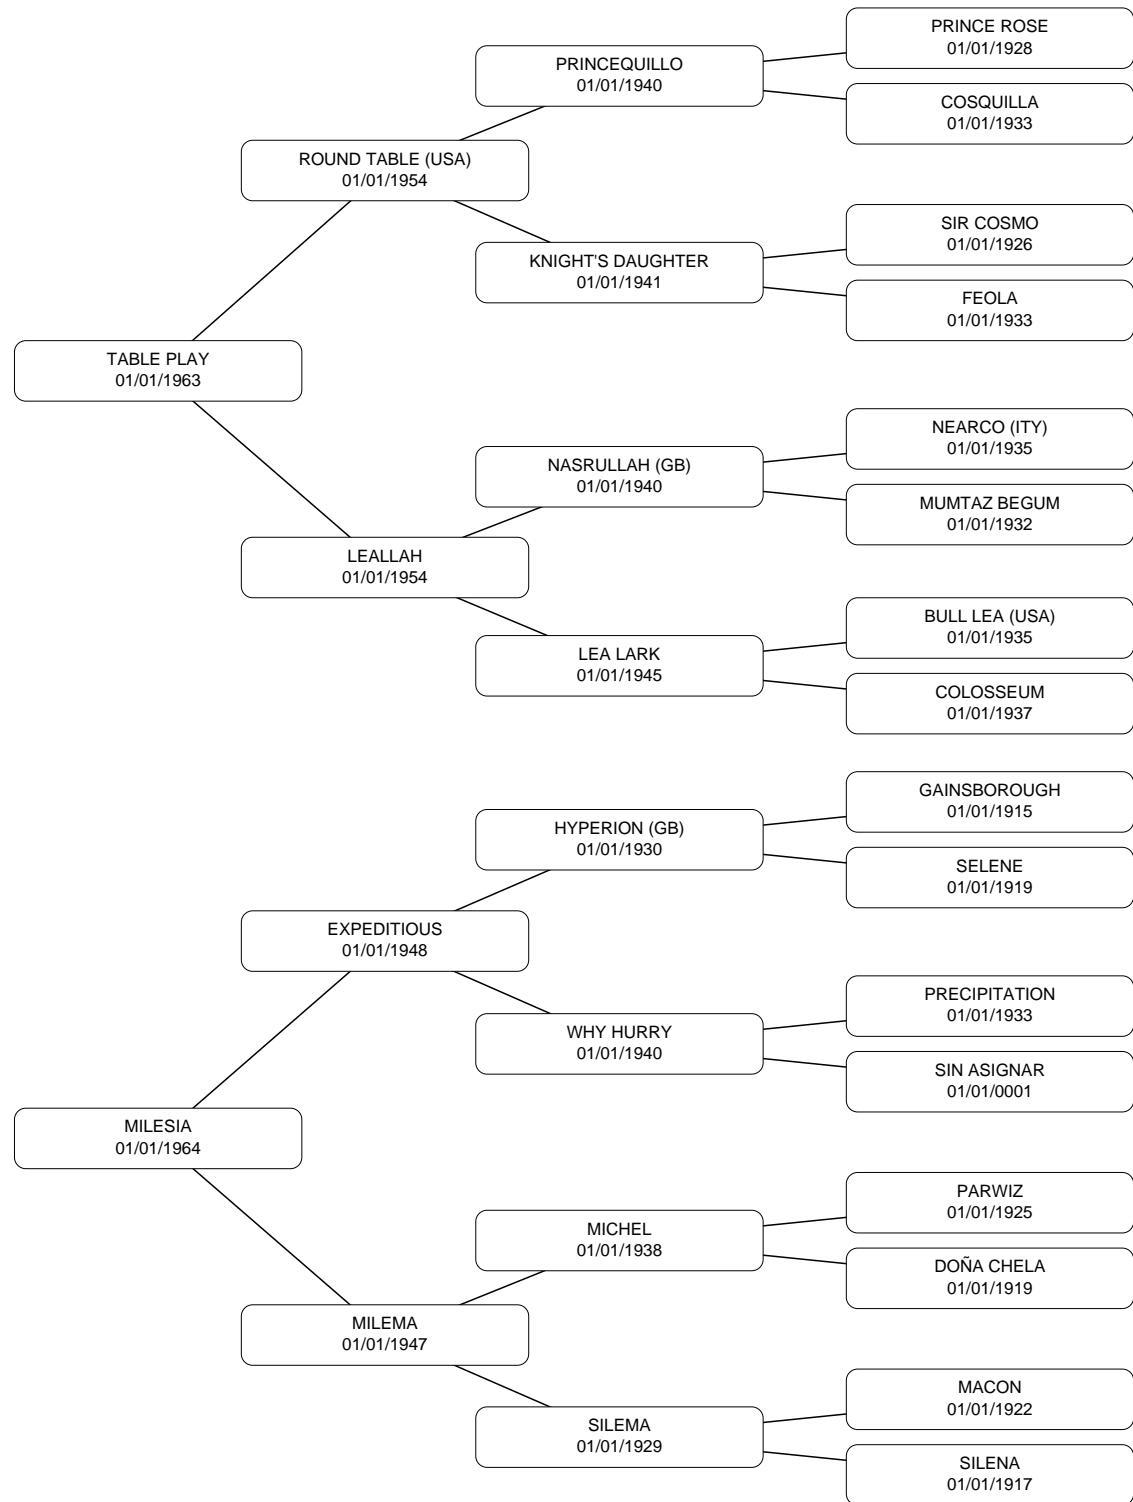 PRINCE ROSE
01/01/1928
PRINCEQUILLO
01/01/1940
COSQUILLA
01/01/1933
ROUND TABLE (USA)
01/01/1954
SIR COSMO
01/01/1926
KNIGHT'S DAUGHTER
01/01/1941
FEOLA
01/01/1933
TABLE PLAY
01/01/1963
NEARCO (ITY)
01/01/1935
NASRULLAH (GB)
01/01/1940
MUMTAZ BEGUM
01/01/1932
LEALLAH
01/01/1954
BULL LEA (USA)
01/01/1935
LEA LARK
01/01/1945
COLOSSEUM
01/01/1937
GAINSBOROUGH
01/01/1915
HYPERION (GB)
01/01/1930
SELENE
01/01/1919
EXPEDITIOUS
01/01/1948
PRECIPITATION
01/01/1933
WHY HURRY
01/01/1940
SIN ASIGNAR
01/01/0001
MILESIA
01/01/1964
PARWIZ
01/01/1925
MICHEL
01/01/1938
DOÑA CHELA
01/01/1919
MILEMA
01/01/1947
MACON
01/01/1922
SILEMA
01/01/1929
SILENA
01/01/1917